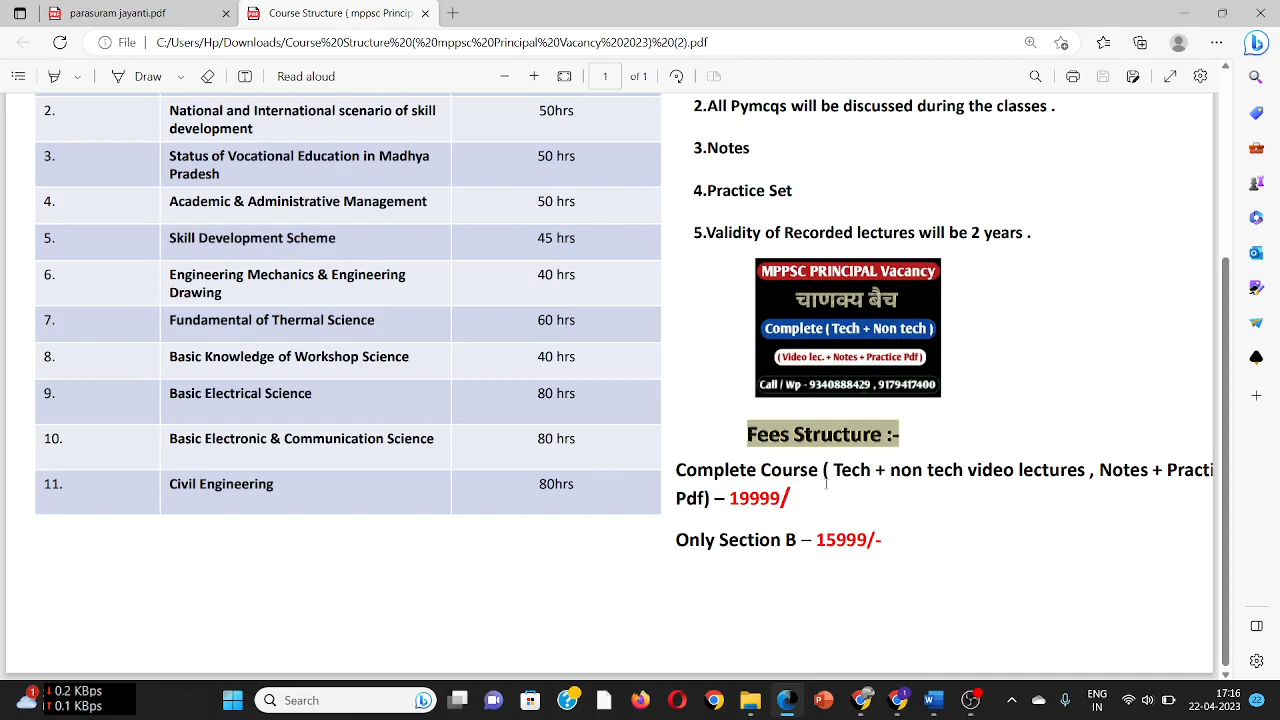 parasuram jayanti.pdf
Course Structure ( mppsc Princip
File
C:/Users/Hp/Downloads/Course%20Structure%20(%20mppsc%20Principal%20Vacancy%202023)%20(2).pdf
Draw
Read aloud
1
of 1
2. National and International scenario of skill development 50hrs
3. Status of Vocational Education in Madhya Pradesh 50 hrs
4. Academic & Administrative Management 50 hrs
5. Skill Development Scheme 45 hrs
6. Engineering Mechanics & Engineering Drawing 40 hrs
7. Fundamental of Thermal Science 60 hrs
8. Basic Knowledge of Workshop Science 40 hrs
9. Basic Electrical Science 80 hrs
10. Basic Electronic & Communication Science 80 hrs
11. Civil Engineering 80hrs
2.All Pymcqs will be discussed during the classes .
3.Notes
4.Practice Set
5.Validity of Recorded lectures will be 2 years .
MPPSC PRINCIPAL Vacancy
चाणक्य बैच
Complete ( Tech + Non tech )
( Video lec. + Notes + Practice Pdf )
Call / Wp - 9340888429 , 9179417400
Fees Structure :-
Complete Course ( Tech + non tech video lectures , Notes + Practi
Pdf) – 19999/
Only Section B – 15999/-
1
0.2 KBps
0.1 KBps
Search
ENG
IN
17:16
22-04-2023
22